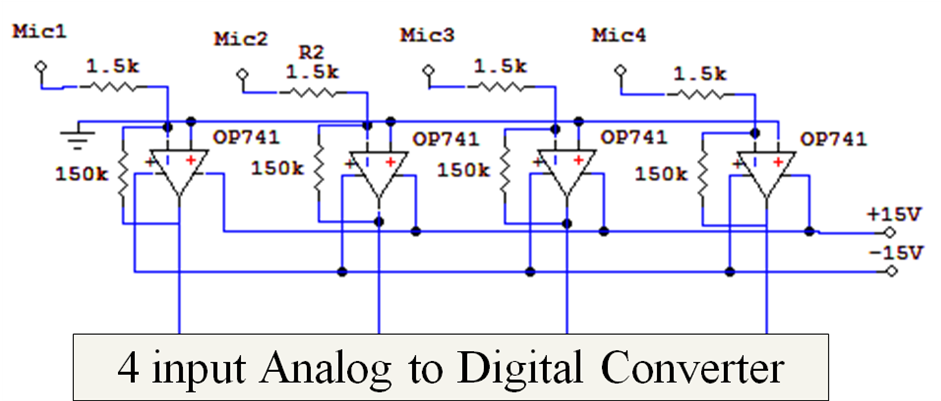 Mic1
Mic2
Mic3
Mic4
R2
1.5k
1.5k
1.5k
1.5k
OP741
OP741
OP741
OP741
150k
150k
150k
150k
+15V
-15V
4 input Analog to Digital Converter